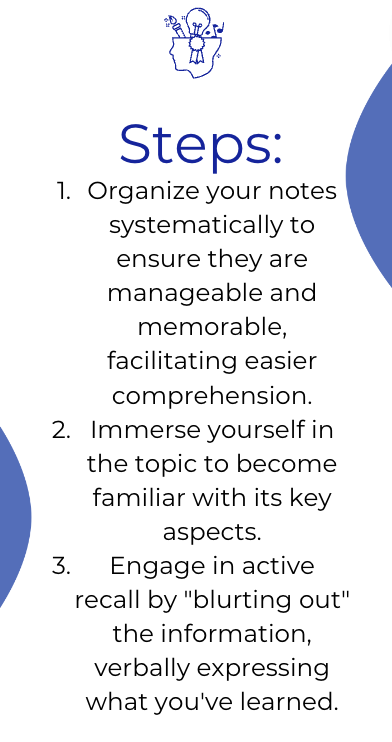 Steps:
1. Organize your notes
systematically to
ensure they are
manageable and
memorable,
facilitating easier
comprehension.
2. Immerse yourself in
the topic to become
familiar with its key
aspects.
3. Engage in active
recall by "blurting out"
the information,
verbally expressing
what you've learned.